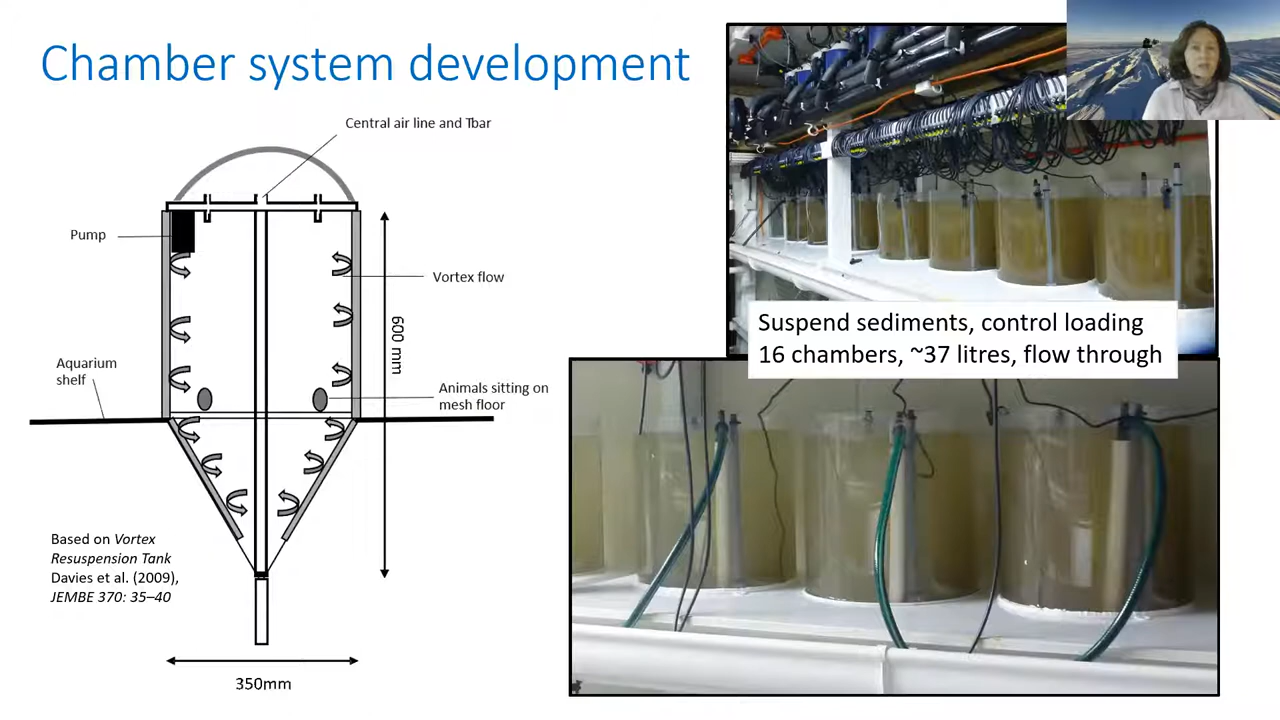 Chamber system development
Central air line and Tbar
Pump
Vortex flow
600 mm
Aquarium
shelf
Animals sitting on
mesh floor
Based on Vortex
Resuspension Tank
Davies et al. (2009),
JEMBE 370: 35–40
350mm
Suspend sediments, control loading
16 chambers, ~37 litres, flow through